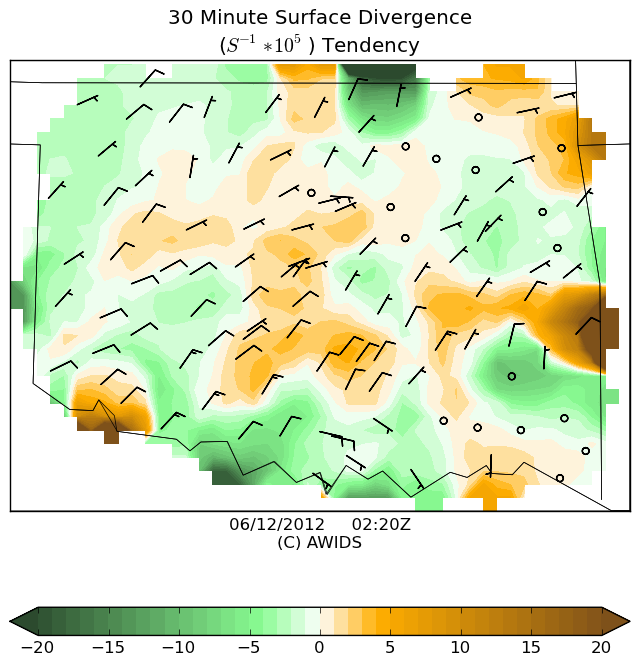 30 Minute Surface Divergence
($S^{-1} * 10^{5}$ ) Tendency
06/12/2012 02:20Z
(C) AWIDS
−20 −15 −10 −5 0 5 10 15 20